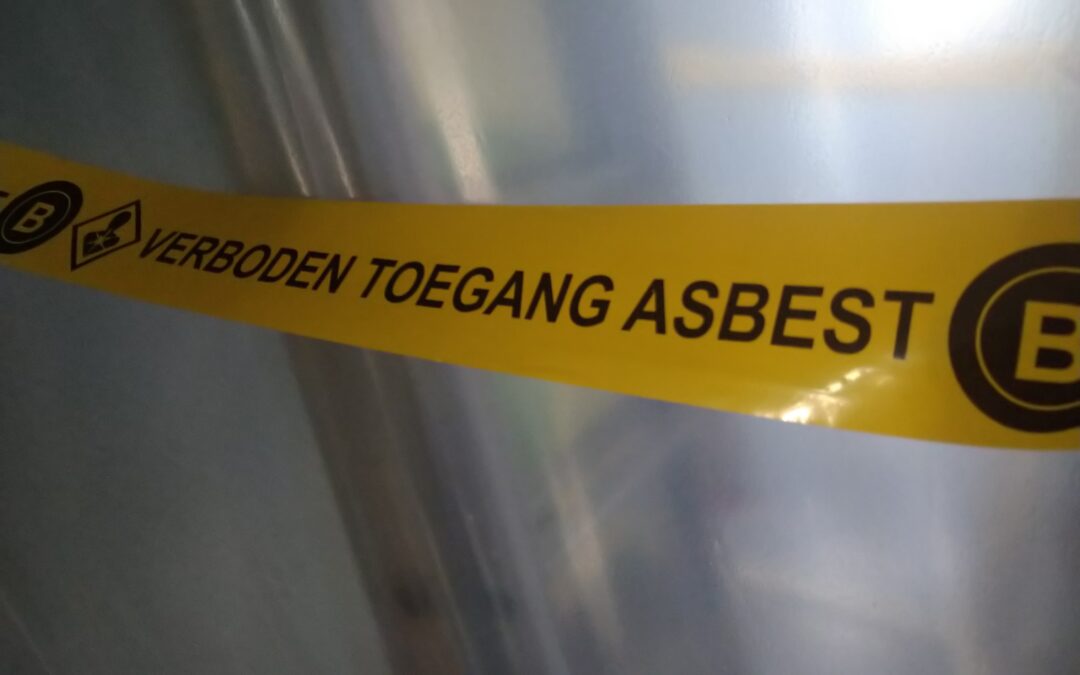 B VERBODEN TOEGANG ASBEST B